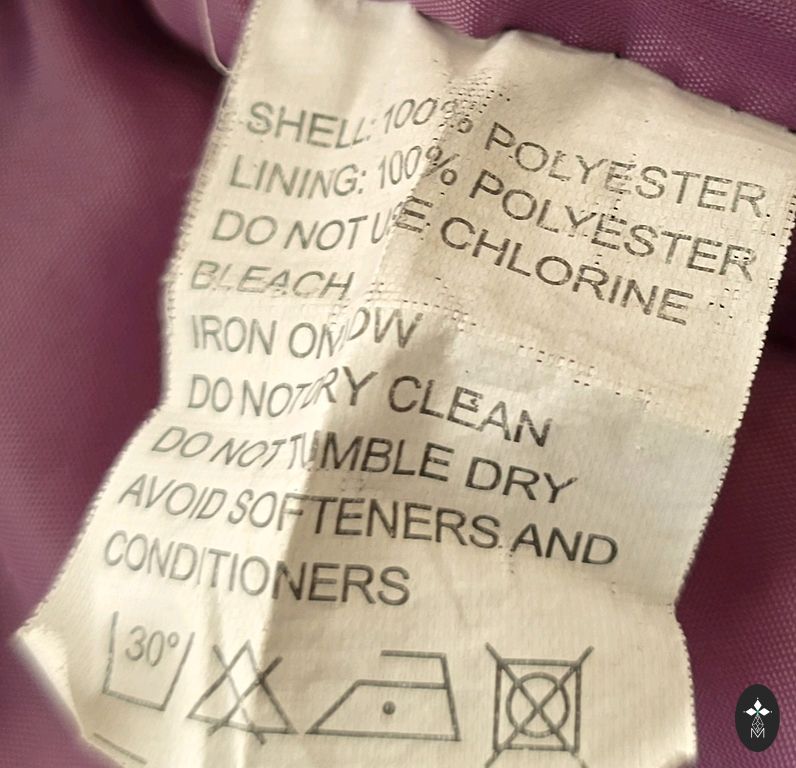 SHELL: 100% POLYESTER
LINING: 100% POLYESTER
DO NOT USE CHLORINE
BLEACH
IRON ON LOW
DO NOT DRY CLEAN
DO NOT TUMBLE DRY
AVOID SOFTENERS AND
CONDITIONERS
30°